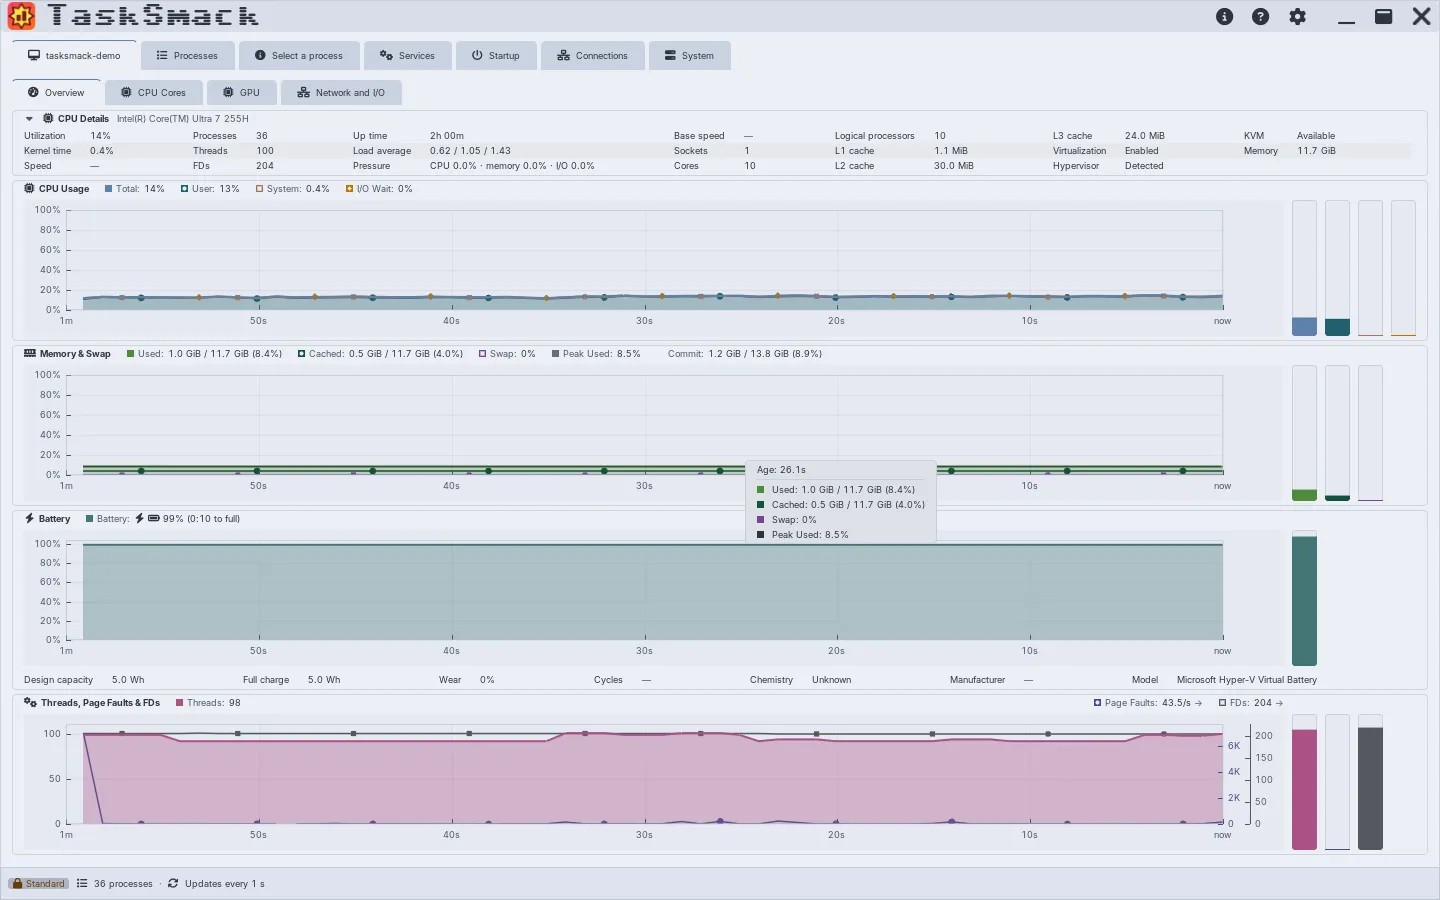 TaskSmack
tasksmack-demo Processes Select a process Services Startup Connections System
Overview CPU Cores GPU Network and I/O
CPU Details Intel(R) Core(TM) Ultra 7 255H
Utilization 14% Processes 36 Up time 2h 00m Base speed — Logical processors 10 L3 cache 24.0 MiB KVM Available
Kernel time 0.4% Threads 100 Load average 0.62 / 1.05 / 1.43 Sockets 1 L1 cache 1.1 MiB Virtualization Enabled Memory 11.7 GiB
Speed — FDs 204 Pressure CPU 0.0% · memory 0.0% · I/O 0.0% Cores 10 L2 cache 30.0 MiB Hypervisor Detected
CPU Usage Total: 14% User: 13% System: 0.4% I/O Wait: 0%
100%
80%
60%
40%
20%
0%
1m 50s 40s 30s 20s 10s now
Memory & Swap Used: 1.0 GiB / 11.7 GiB (8.4%) Cached: 0.5 GiB / 11.7 GiB (4.0%) Swap: 0% Peak Used: 8.5% Commit: 1.2 / 13.8 GiB (8.9%)
100%
80%
60%
40%
20%
0%
1m 50s 40s 30s 20s 10s now
Age: 26.1s
Used: 1.0 GiB / 11.7 GiB (8.4%)
Cached: 0.5 GiB / 11.7 GiB (4.0%)
Swap: 0%
Peak Used: 8.5%
Battery Battery: 99% (0:10 to full)
100%
80%
60%
40%
20%
0%
1m 50s 40s 30s 20s 10s now
Design capacity 5.0 Wh Full charge 5.0 Wh Wear 0% Cycles — Chemistry Unknown Manufacturer — Model Microsoft Hyper-V Virtual Battery
Threads, Page Faults & FDs Threads: 98 Page Faults: 43.5/s → FDs: 204 →
100 200
6K
150
4K
50 100
2K 50
0 0 0
1m 50s 40s 30s 20s 10s now
Standard 36 processes · Updates every 1 s